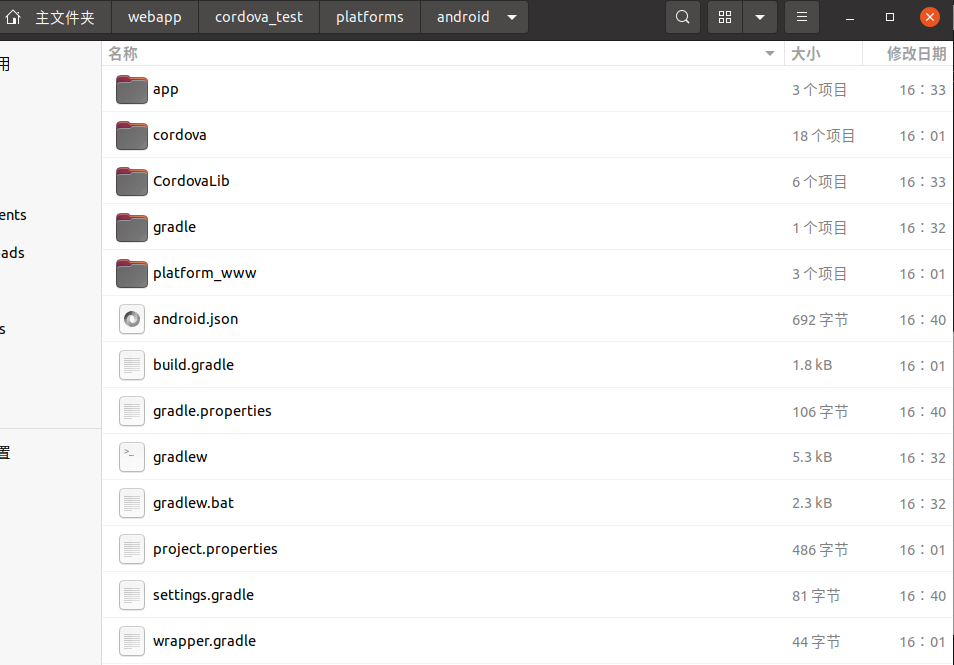 主文件夹 webapp cordova_test platforms android
名称 大小 修改日期
用
app 3 个项目 16:33
cordova 18 个项目 16:01
CordovaLib 6 个项目 16:33
ents
gradle 1 个项目 16:32
ads
platform_www 3 个项目 16:01
android.json 692 字节 16:40
s
build.gradle 1.8 kB 16:01
gradle.properties 106 字节 16:40
置
gradlew 5.3 kB 16:32
gradlew.bat 2.3 kB 16:32
project.properties 486 字节 16:01
settings.gradle 81 字节 16:40
wrapper.gradle 44 字节 16:01